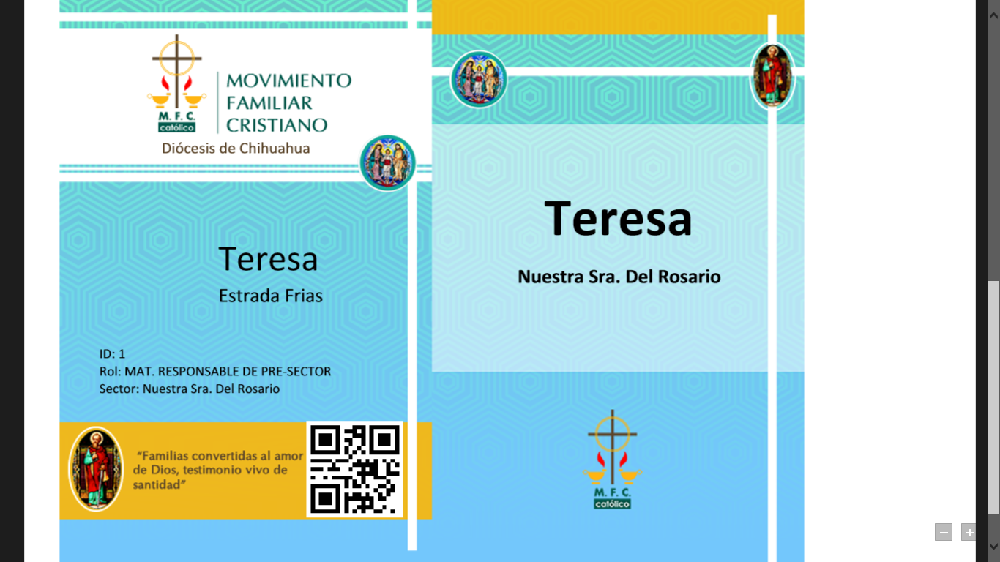 M. F. C.
católico
MOVIMIENTO
FAMILIAR
CRISTIANO
Diócesis de Chihuahua
Teresa
Estrada Frias
ID: 1
Rol: MAT. RESPONSABLE DE PRE-SECTOR
Sector: Nuestra Sra. Del Rosario
“Familias convertidas al amor
de Dios, testimonio vivo de
santidad”
Teresa
Nuestra Sra. Del Rosario
M. F. C.
católico